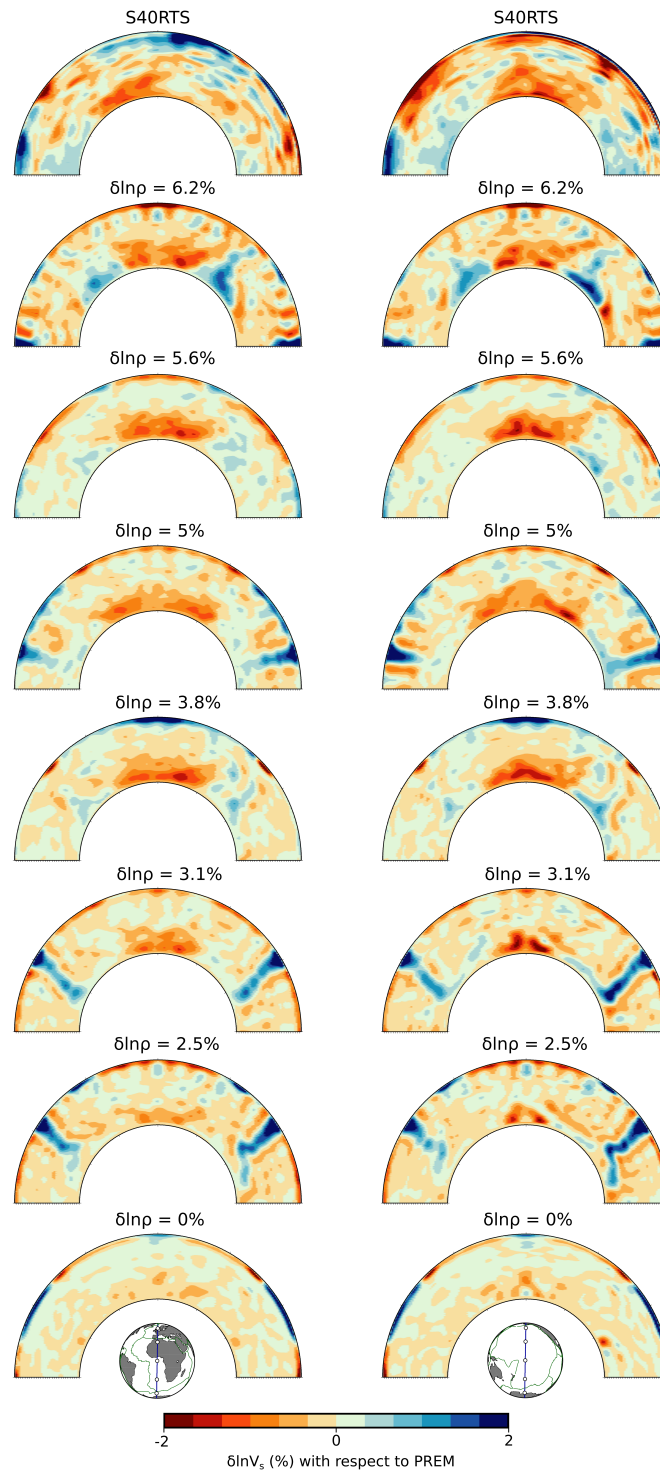 S40RTS S40RTS
δlnρ = 6.2% δlnρ = 6.2%
δlnρ = 5.6% δlnρ = 5.6%
δlnρ = 5% δlnρ = 5%
δlnρ = 3.8% δlnρ = 3.8%
δlnρ = 3.1% δlnρ = 3.1%
δlnρ = 2.5% δlnρ = 2.5%
δlnρ = 0% δlnρ = 0%
-2 0 2
δlnVs (%) with respect to PREM